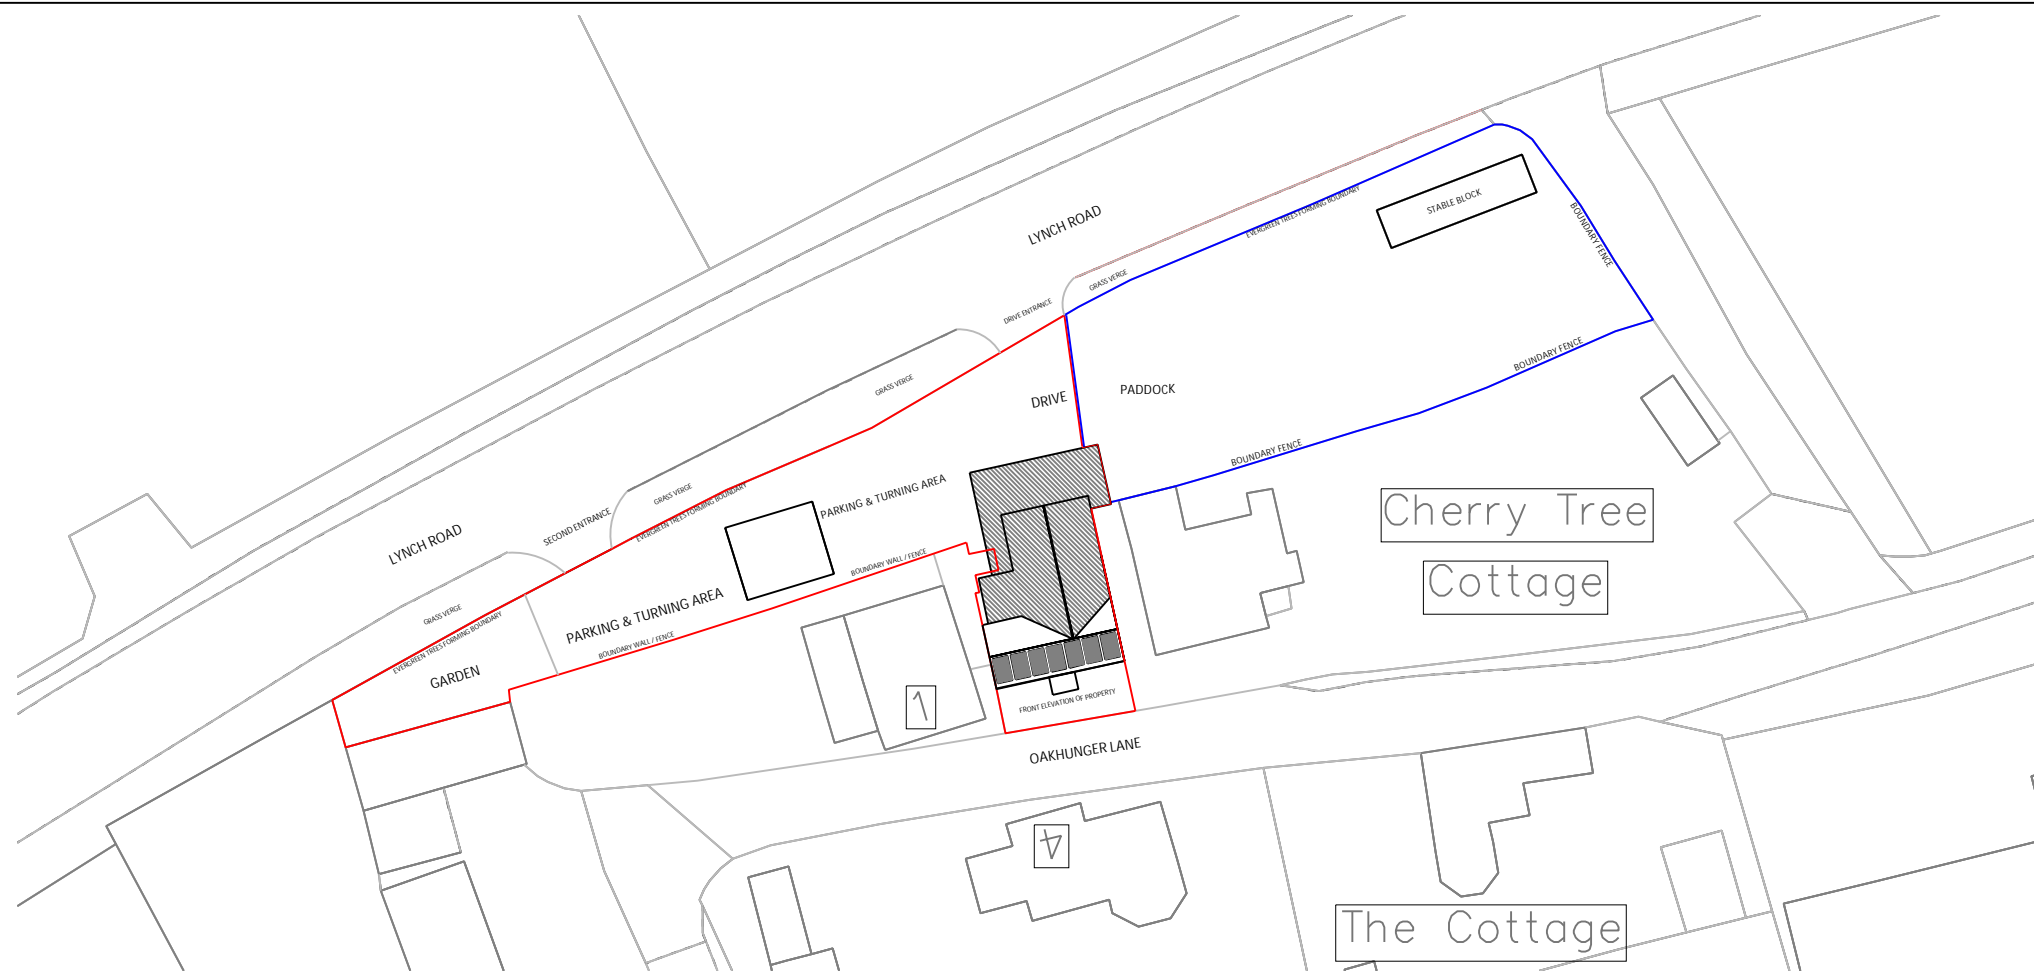 STABLE BLOCK
EVERGREEN TREES FORMING BOUNDARY
LYNCH ROAD
BOUNDARY FENCE
GRASS VERGE
DRIVE ENTRANCE
BOUNDARY FENCE
GRASS VERGE
DRIVE
PADDOCK
BOUNDARY FENCE
PARKING & TURNING AREA
GRASS VERGE
EVERGREEN TREES FORMING BOUNDARY
Cherry Tree
Cottage
SECOND ENTRANCE
LYNCH ROAD
BOUNDARY WALL / FENCE
PARKING & TURNING AREA
GRASS VERGE
EVERGREEN TREES FORMING BOUNDARY
BOUNDARY WALL / FENCE
GARDEN
1
FRONT ELEVATION OF PROPERTY
OAKHUNGER LANE
4
The Cottage